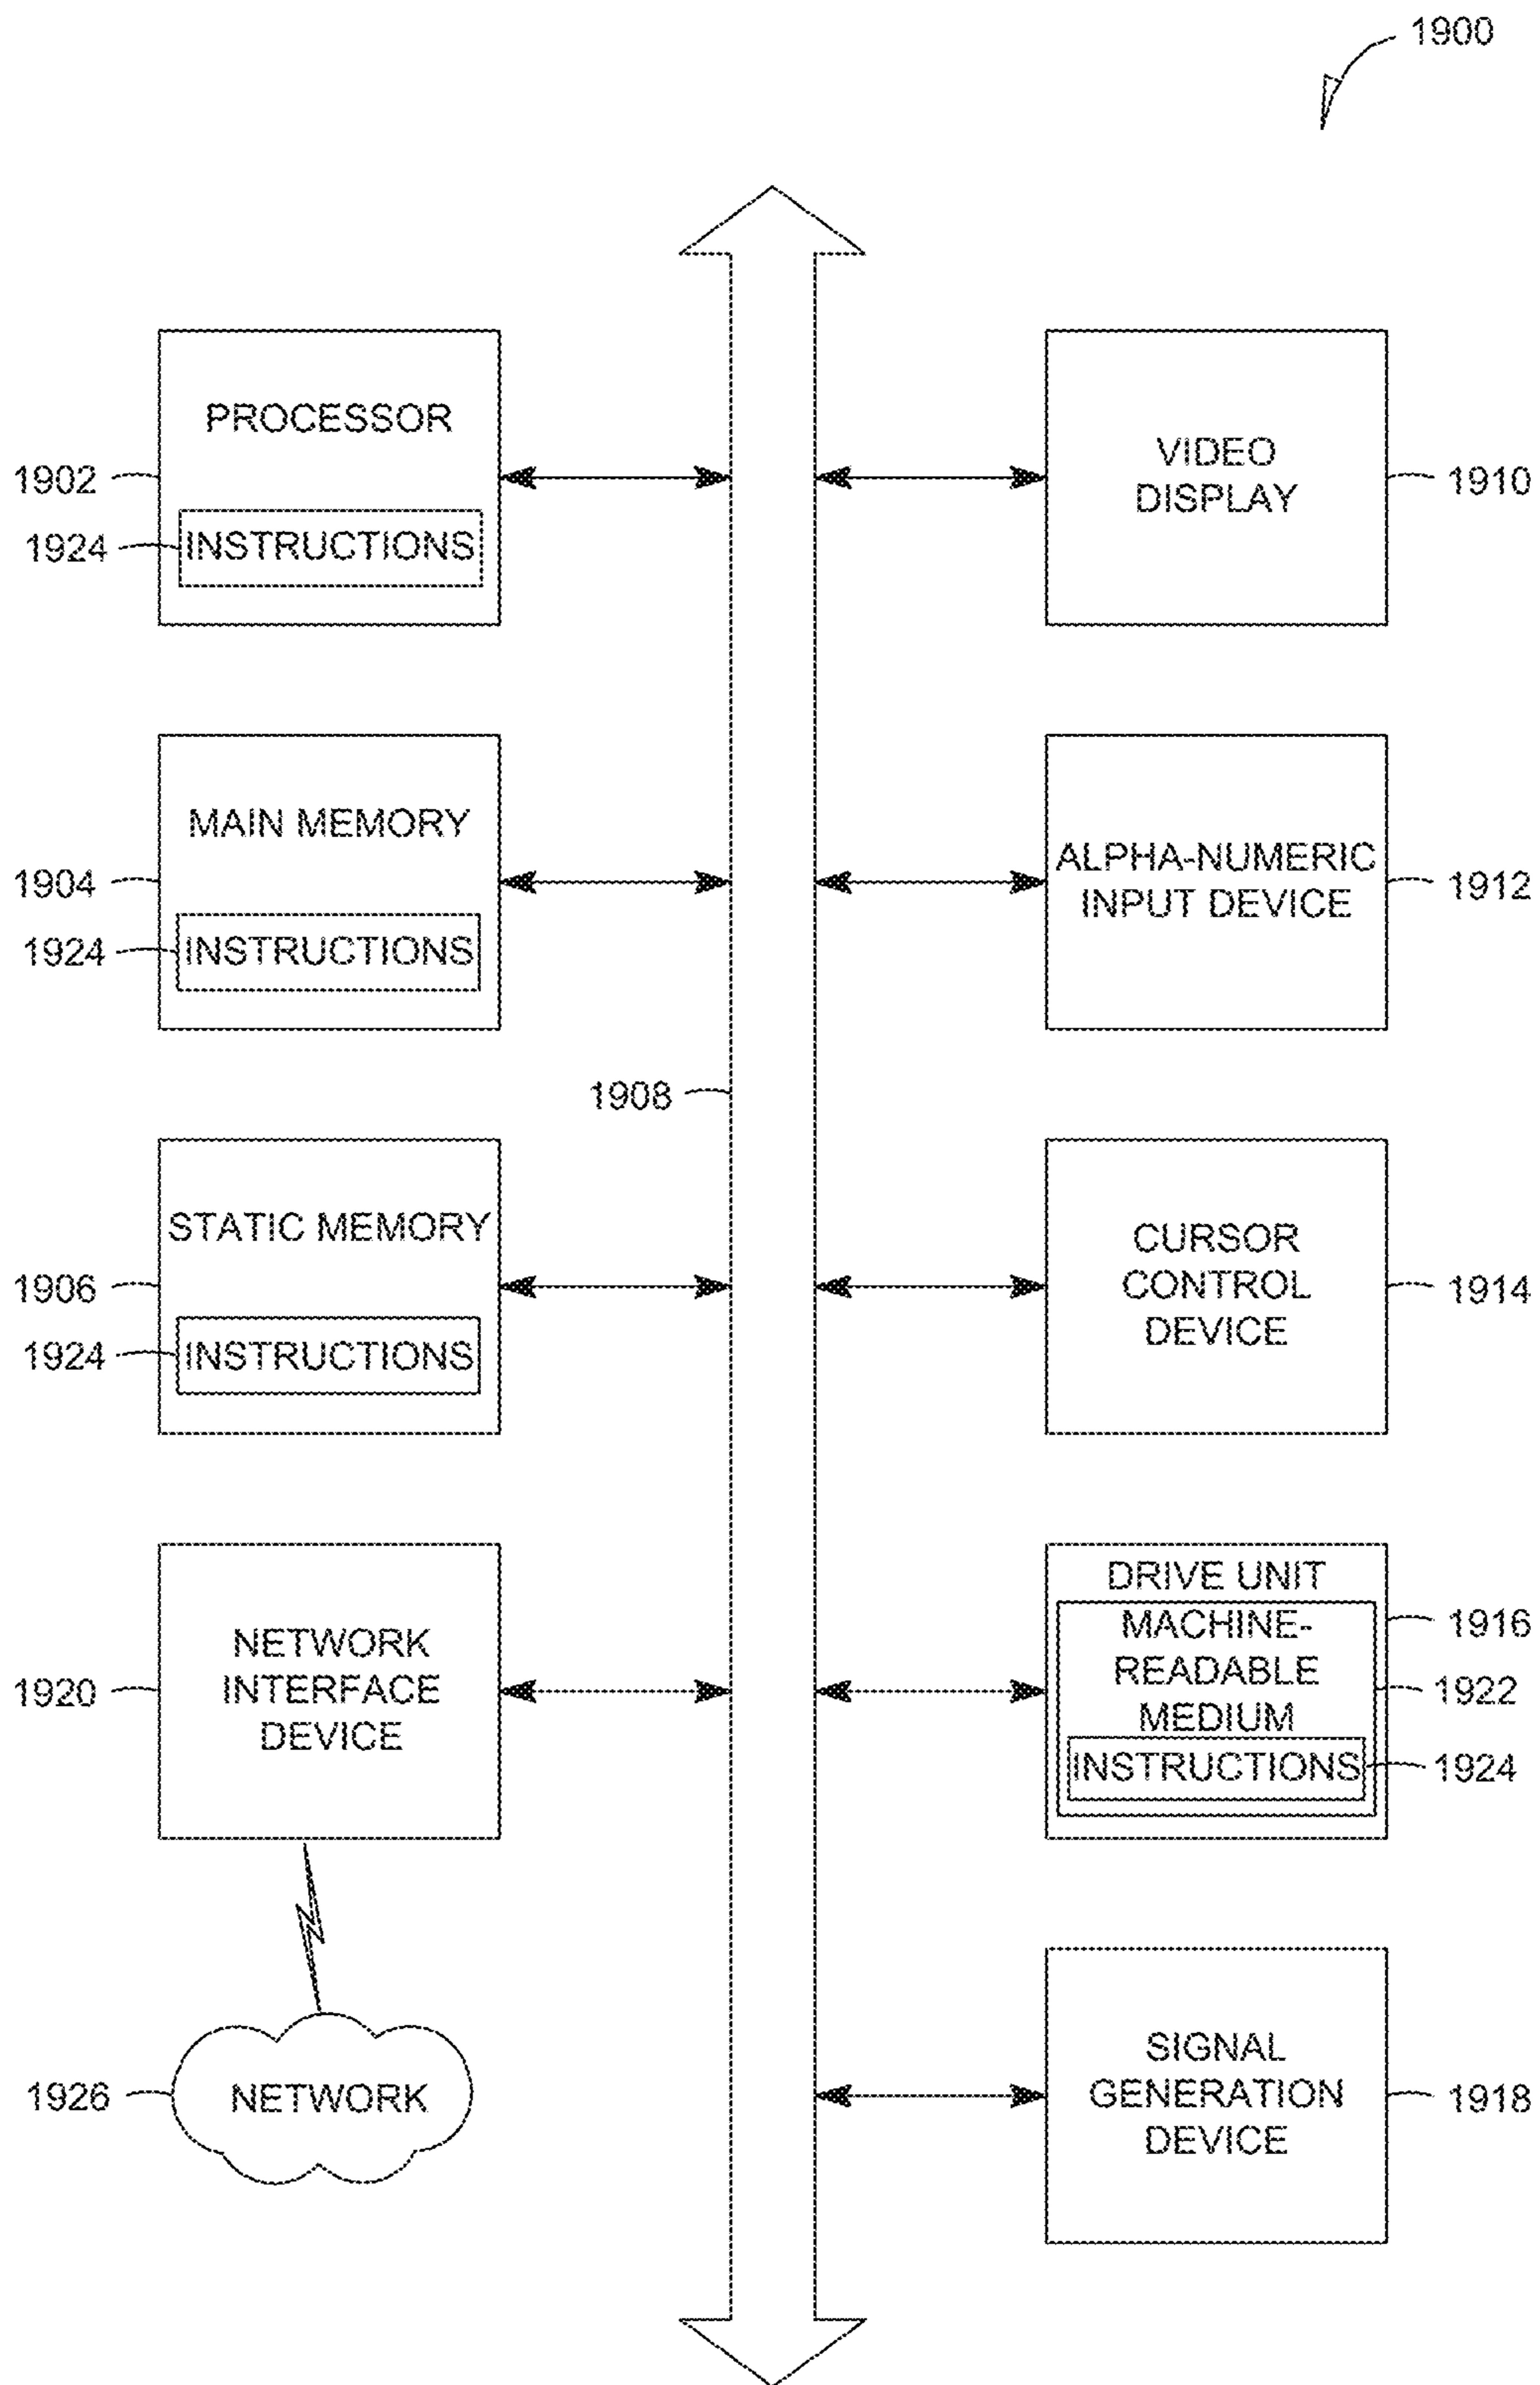 1900
PROCESSOR
1902
1924
INSTRUCTIONS
VIDEO
DISPLAY
1910
MAIN MEMORY
1904
1924
INSTRUCTIONS
ALPHA-NUMERIC
INPUT DEVICE
1912
1908
STATIC MEMORY
1906
1924
INSTRUCTIONS
CURSOR
CONTROL
DEVICE
1914
NETWORK
INTERFACE
DEVICE
1920
DRIVE UNIT
1916
MACHINE-
READABLE
MEDIUM
1922
INSTRUCTIONS
1924
1926
NETWORK
SIGNAL
GENERATION
DEVICE
1918